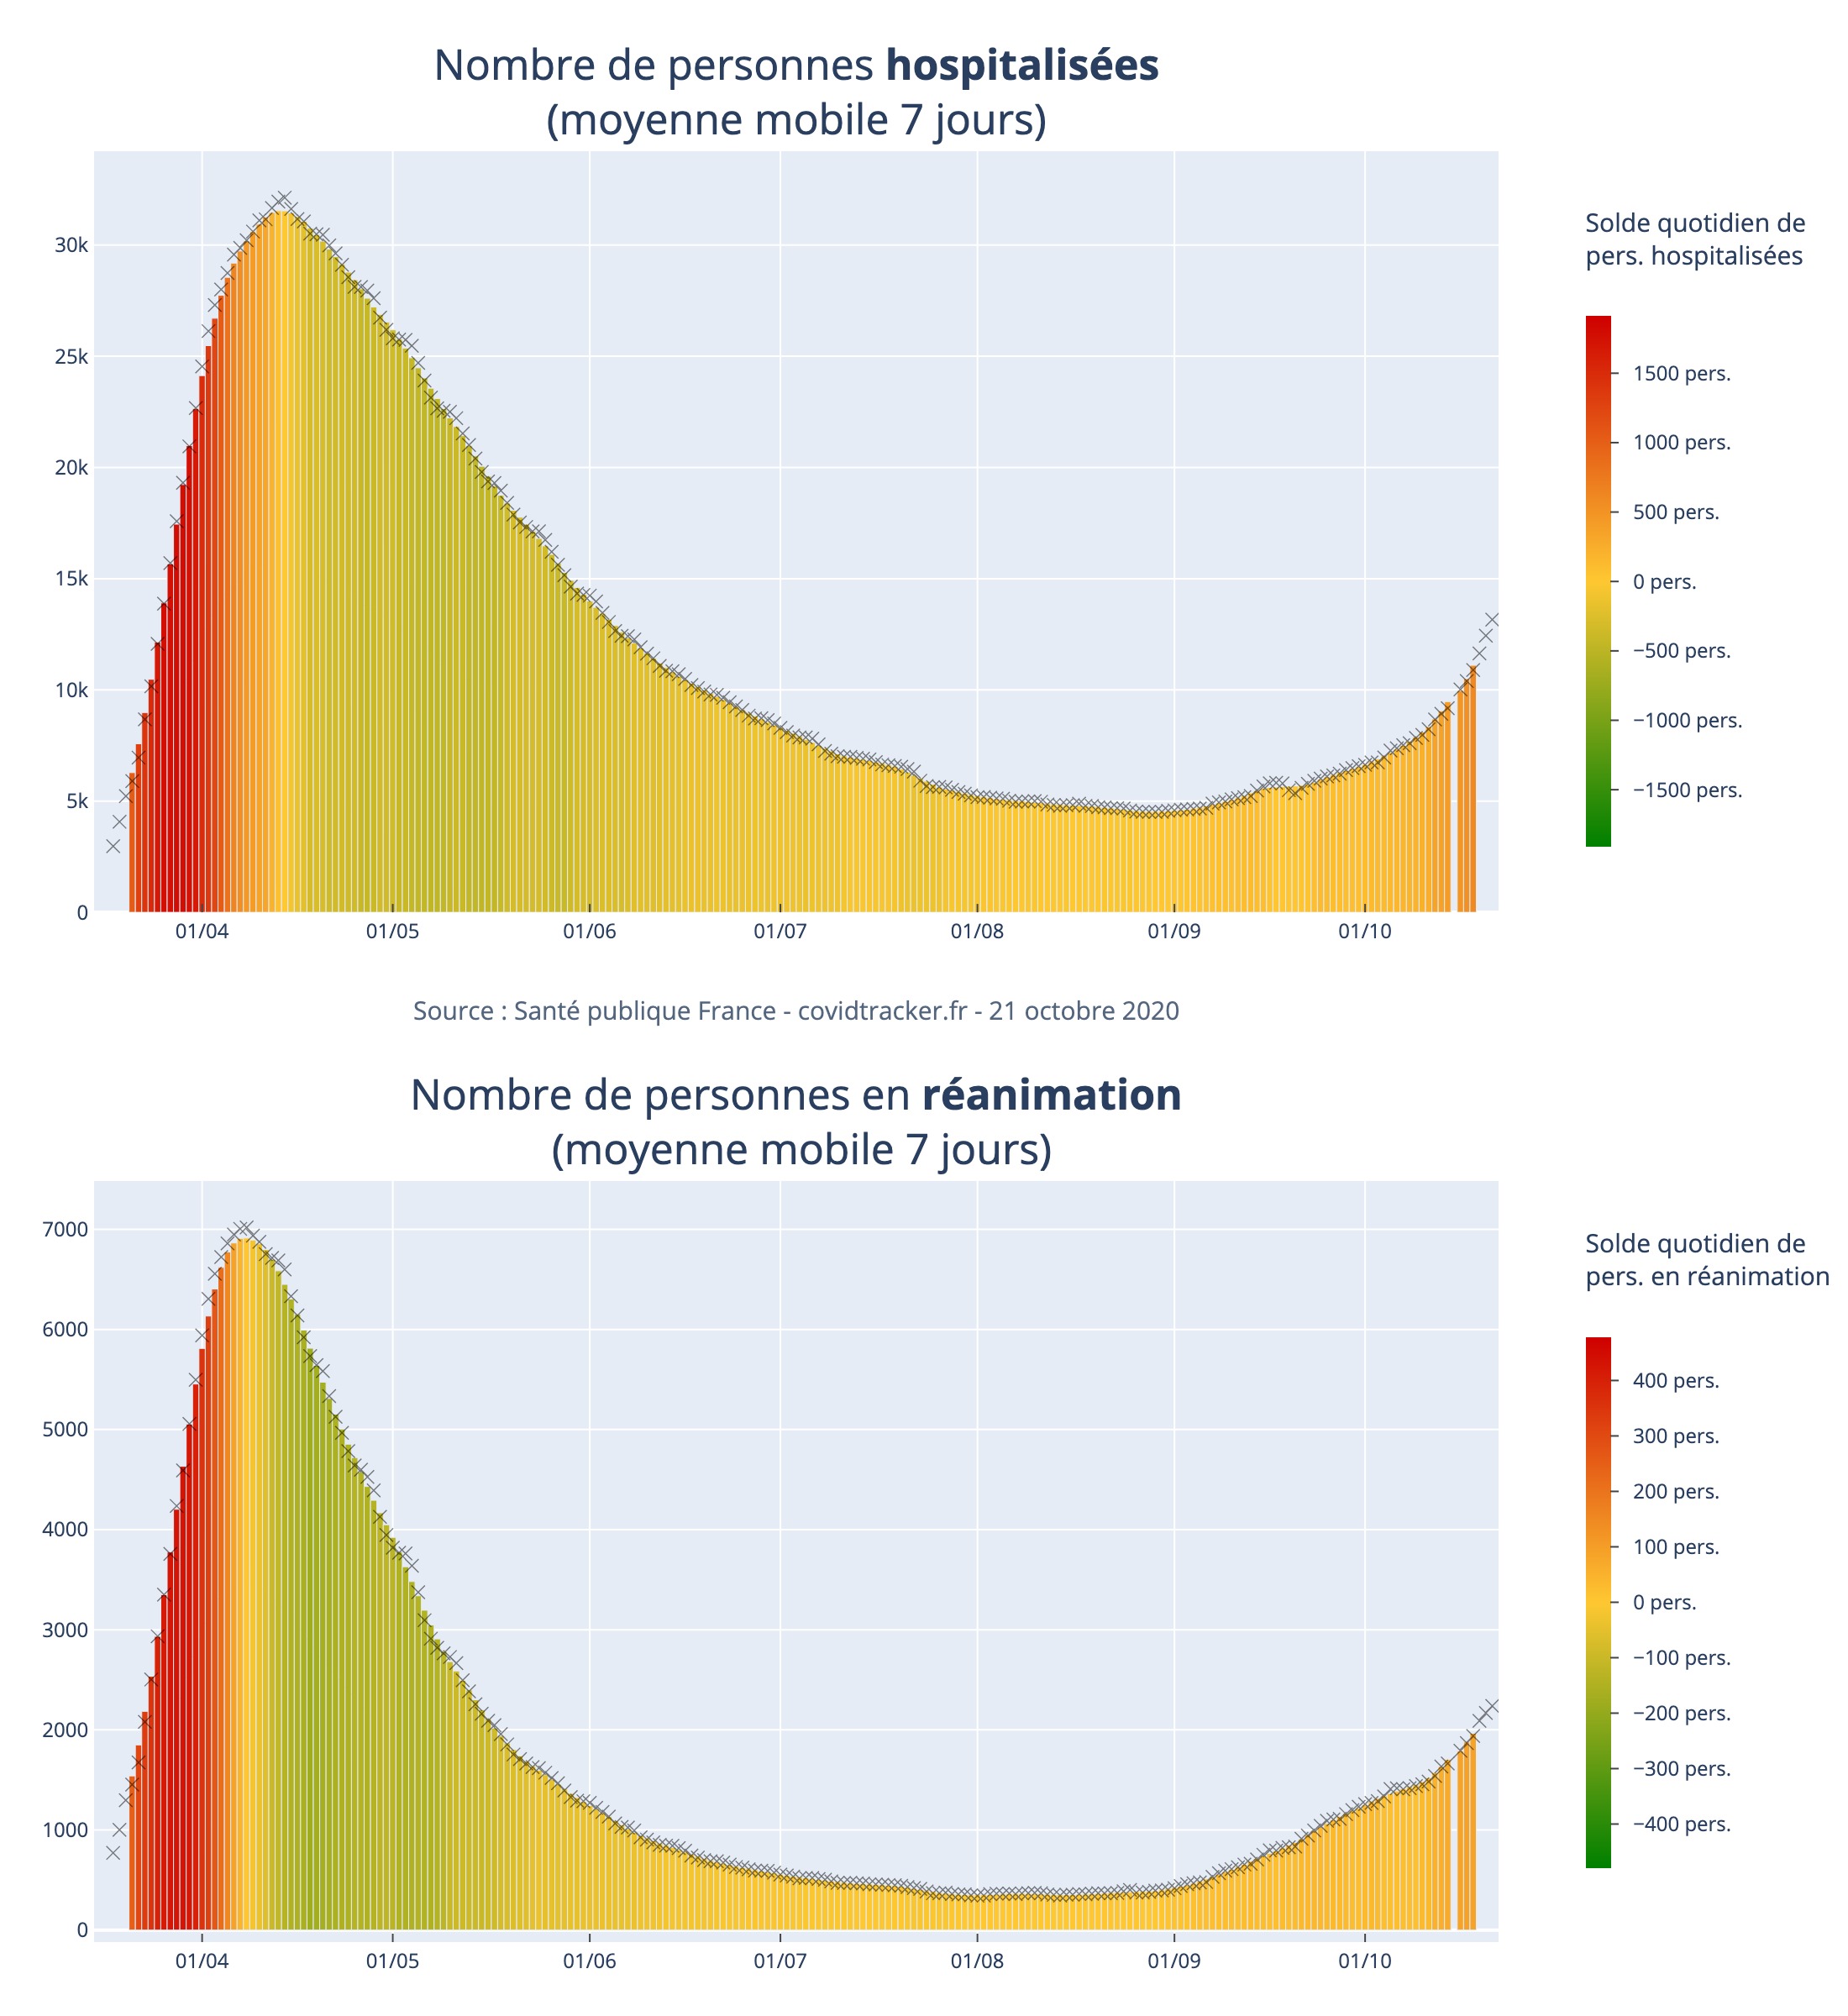 Nombre de personnes hospitalisées
(moyenne mobile 7 jours)
Solde quotidien de
pers. hospitalisées
30k
25k
20k
15k
10k
5k
0
1500 pers.
1000 pers.
500 pers.
0 pers.
−500 pers.
−1000 pers.
−1500 pers.
01/04
01/05
01/06
01/07
01/08
01/09
01/10
Source : Santé publique France - covidtracker.fr - 21 octobre 2020
Nombre de personnes en réanimation
(moyenne mobile 7 jours)
Solde quotidien de
pers. en réanimation
7000
6000
5000
4000
3000
2000
1000
0
400 pers.
300 pers.
200 pers.
100 pers.
0 pers.
−100 pers.
−200 pers.
−300 pers.
−400 pers.
01/04
01/05
01/06
01/07
01/08
01/09
01/10